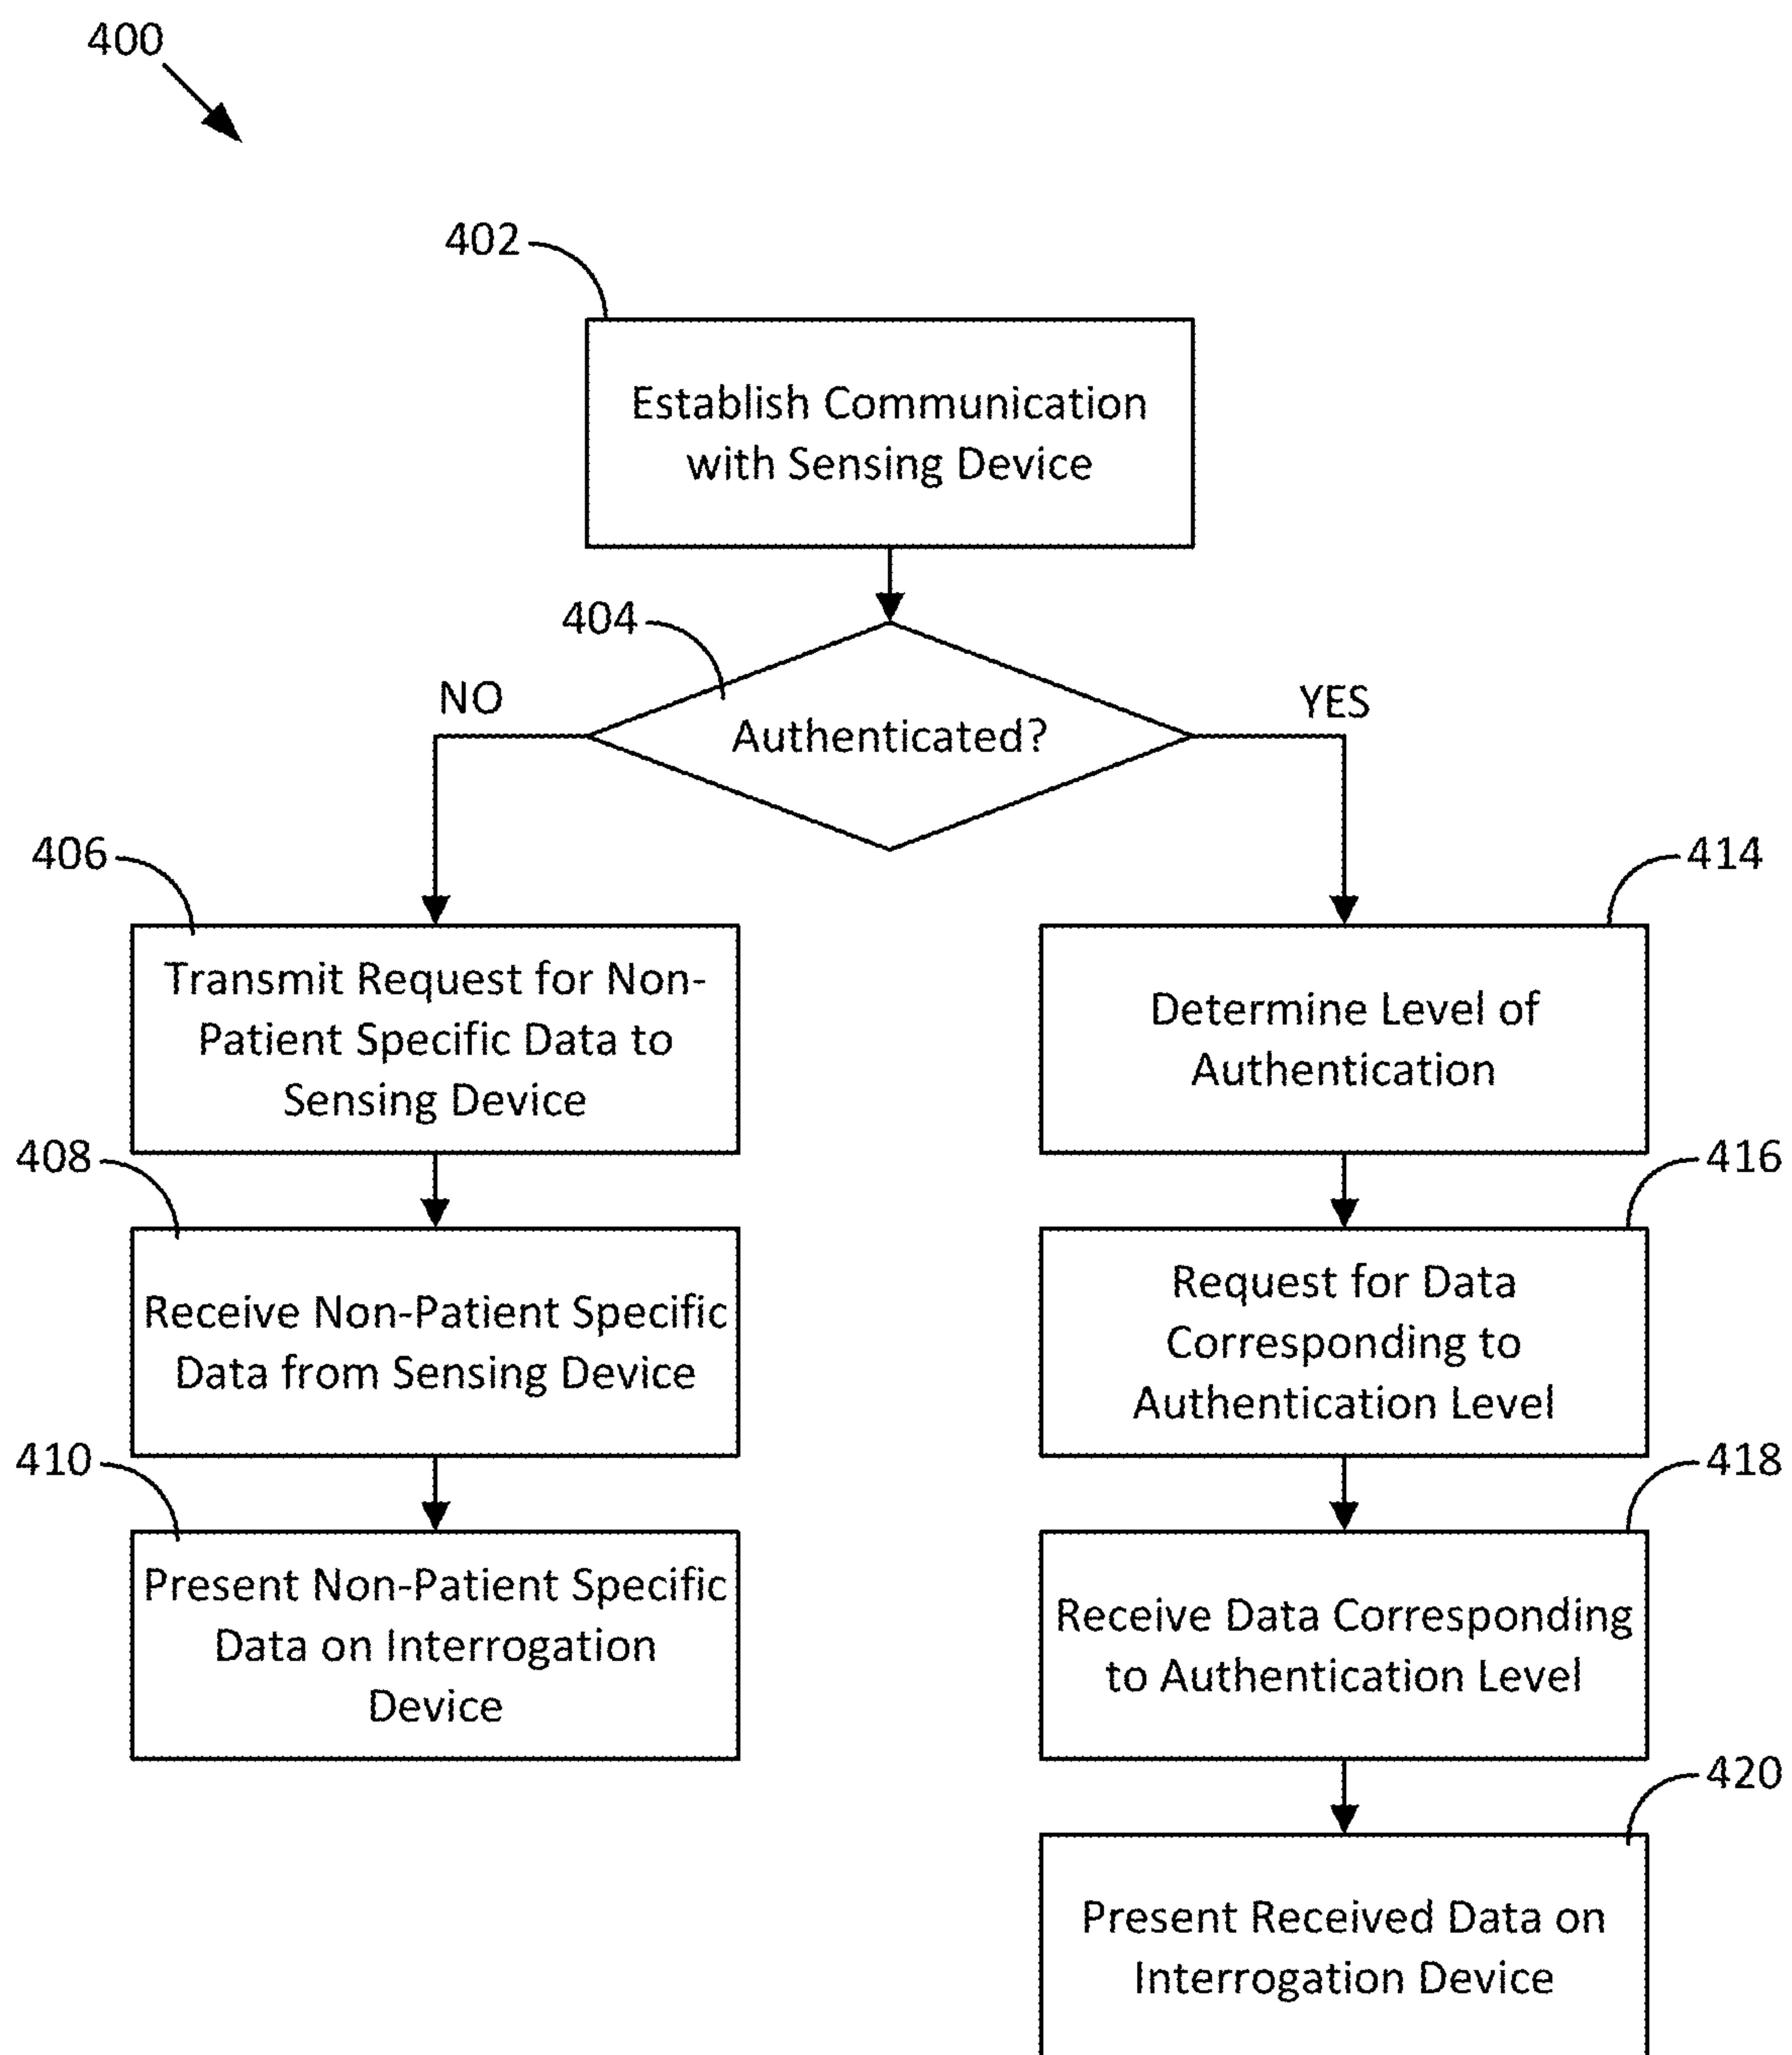 400
402
Establish Communication
with Sensing Device
404
NO
YES
Authenticated?
406
414
Transmit Request for Non-
Patient Specific Data to
Sensing Device
Determine Level of
Authentication
408
416
Receive Non-Patient Specific
Data from Sensing Device
Request for Data
Corresponding to
Authentication Level
410
418
Present Non-Patient Specific
Data on Interrogation
Device
Receive Data Corresponding
to Authentication Level
420
Present Received Data on
Interrogation Device